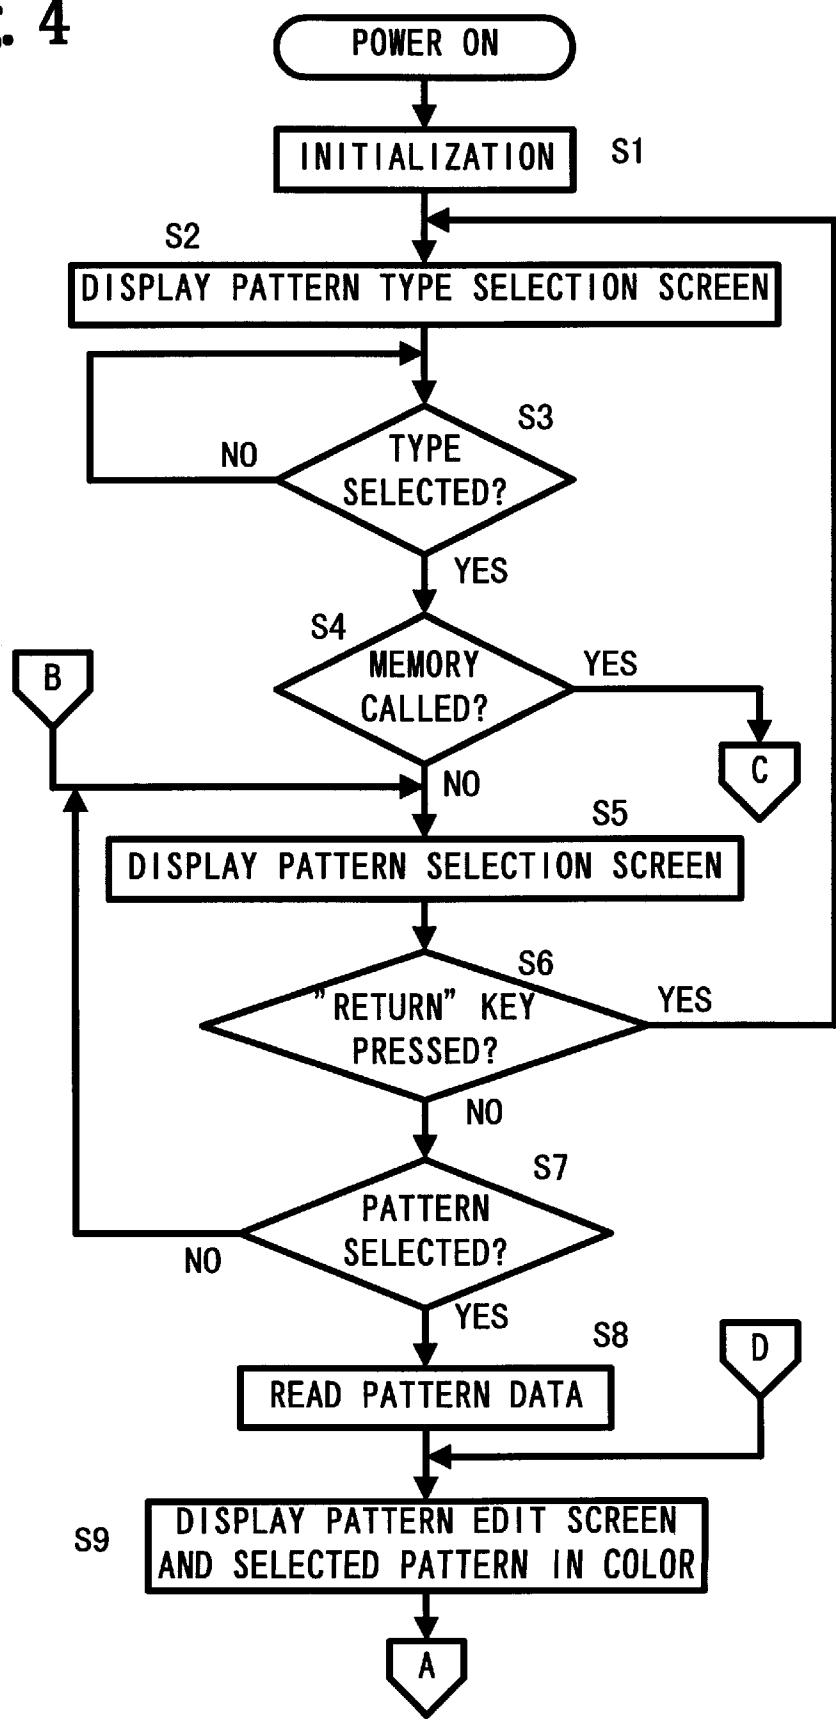 . 4
POWER ON
INITIALIZATION
S1
S2
DISPLAY PATTERN TYPE SELECTION SCREEN
S3
TYPE
SELECTED?
NO
YES
S4
MEMORY
CALLED?
YES
B
C
NO
S5
DISPLAY PATTERN SELECTION SCREEN
S6
"RETURN" KEY
PRESSED?
YES
NO
S7
PATTERN
SELECTED?
NO
YES
S8
D
READ PATTERN DATA
S9
DISPLAY PATTERN EDIT SCREEN
AND SELECTED PATTERN IN COLOR
A